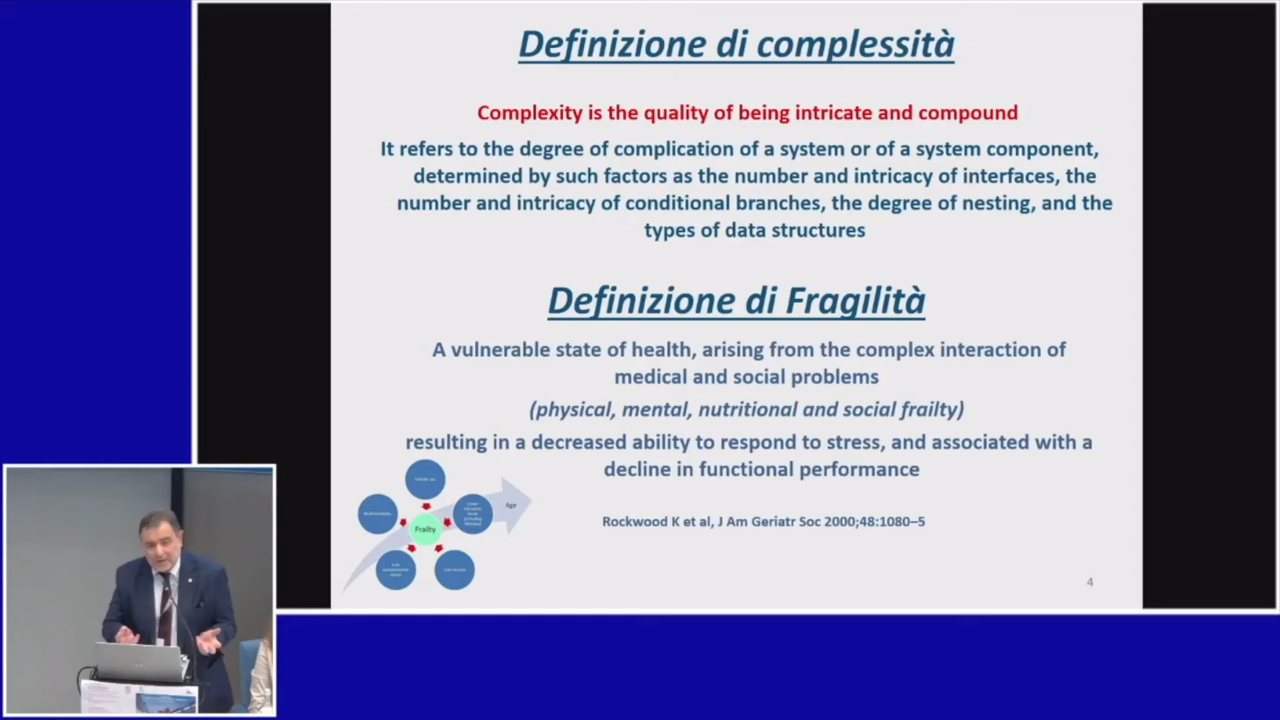 Definizione di complessità
Complexity is the quality of being intricate and compound
It refers to the degree of complication of a system or of a system component,
determined by such factors as the number and intricacy of interfaces, the
number and intricacy of conditional branches, the degree of nesting, and the
types of data structures
Definizione di Fragilità
A vulnerable state of health, arising from the complex interaction of
medical and social problems
(physical, mental, nutritional and social frailty)
resulting in a decreased ability to respond to stress, and associated with a
decline in functional performance
Age
Frailty
Rockwood K et al, J Am Geriatr Soc 2000;48:1080–5
4